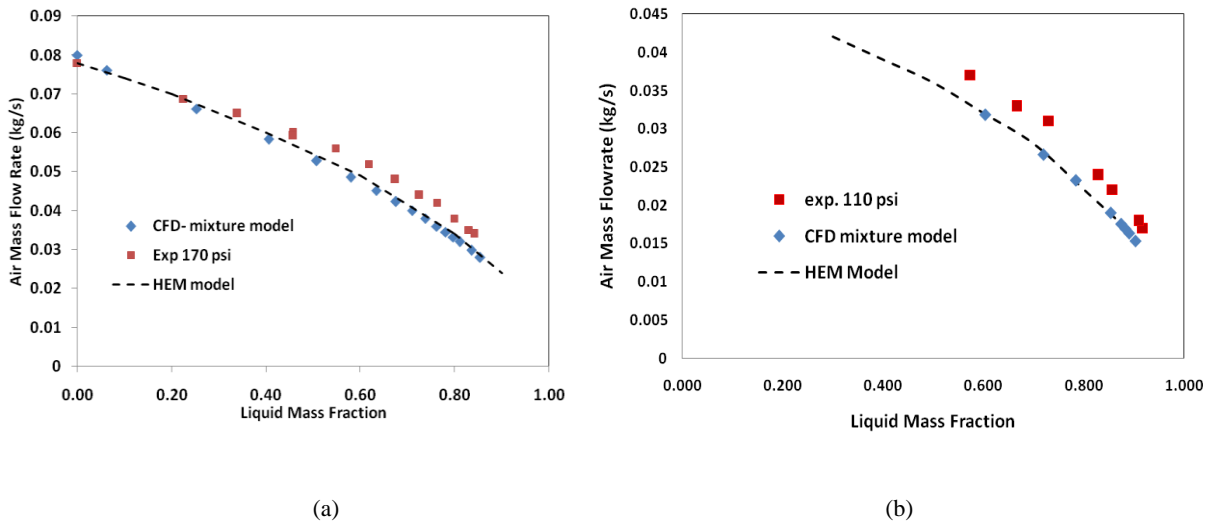 0.09
0.08
0.07
0.06
0.05
0.04
0.03
0.02
0.01
0
Air Mass Flow Rate (kg/s)
CFD- mixture model
Exp 170 psi
HEM model
0.00 0.20 0.40 0.60 0.80 1.00
Liquid Mass Fraction
(a)
0.045
0.04
0.035
0.03
0.025
0.02
0.015
0.01
0.005
0
Air Mass Flowrate (kg/s)
exp. 110 psi
CFD mixture model
HEM Model
0.000 0.200 0.400 0.600 0.800 1.000
Liquid Mass Fraction
(b)